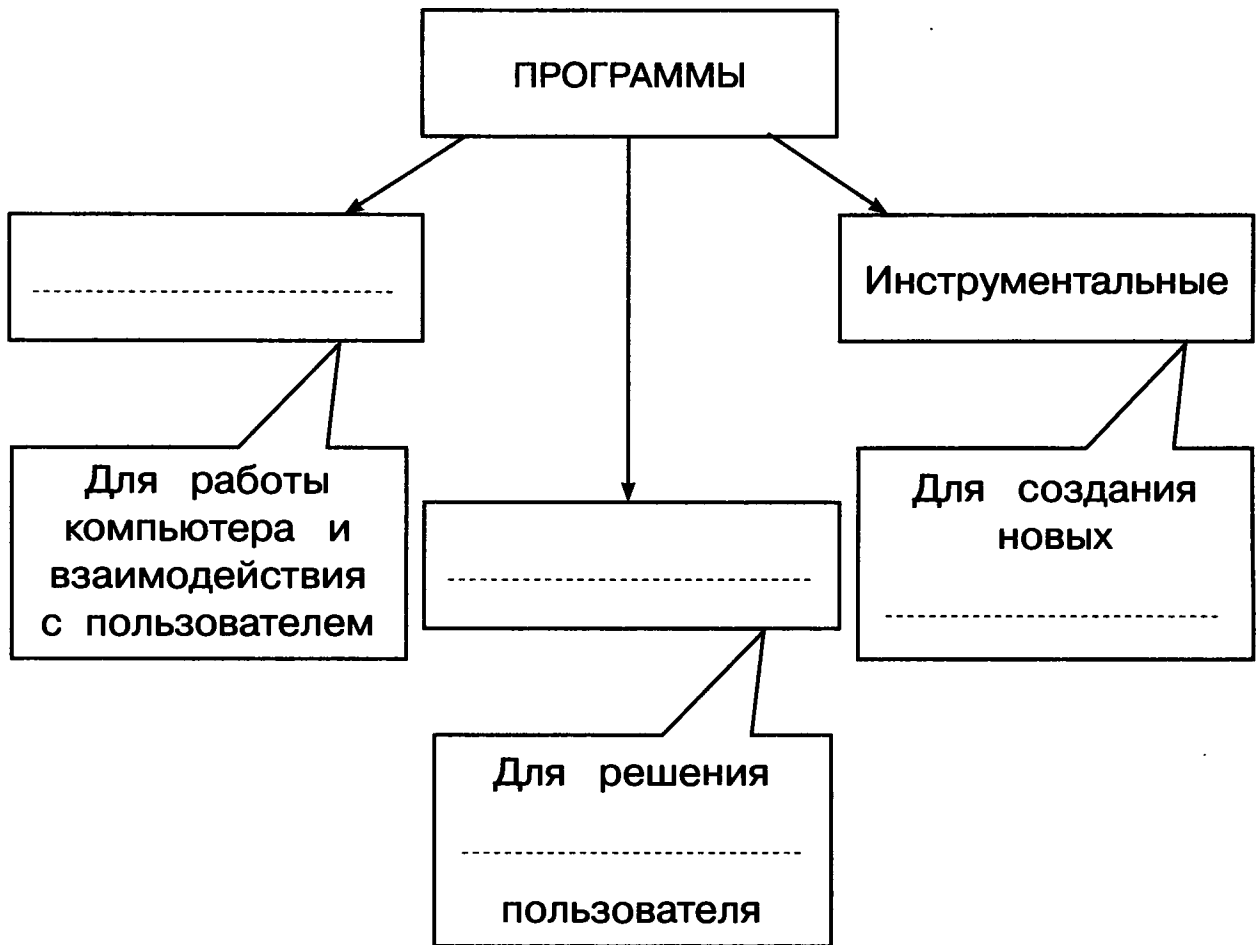 ПРОГРАММЫ
Инструментальные
Для работы
компьютера и
взаимодействия
с пользователем
Для создания
новых
Для решения
пользователя